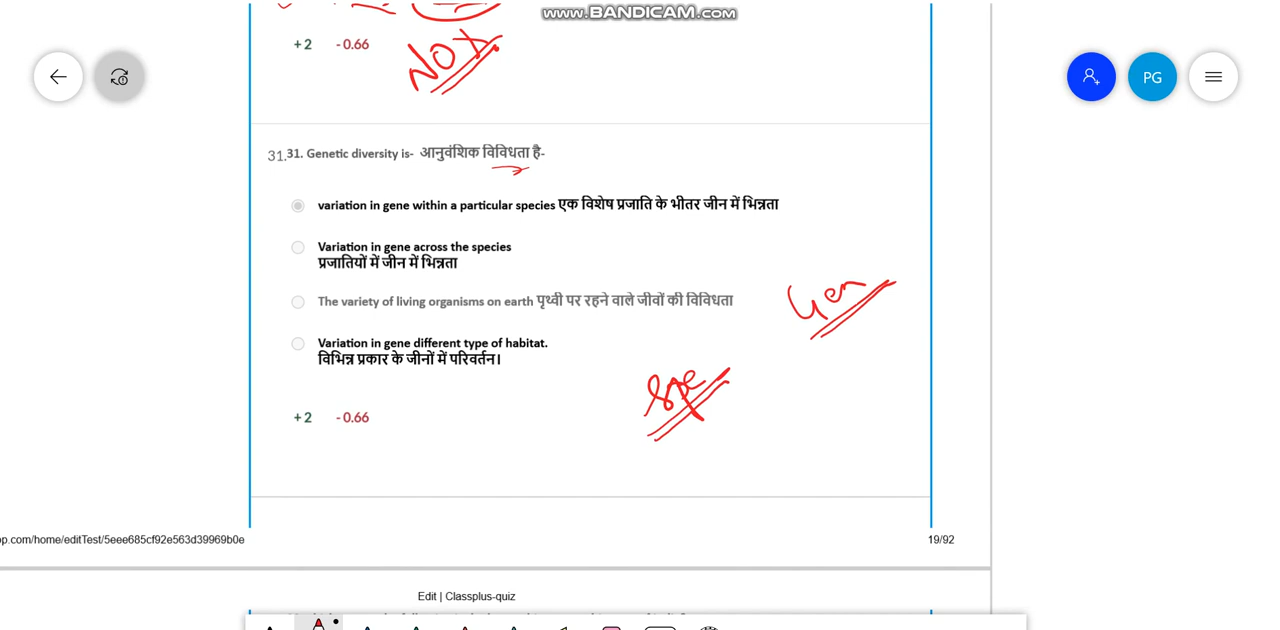 www.BANDICAM.com
+ 2 - 0.66
NOX
PG
31. 31. Genetic diversity is- आनुवंशिक विविधता है-
variation in gene within a particular species एक विशेष प्रजाति के भीतर जीन में भिन्नता
Variation in gene across the species
प्रजातियों में जीन में भिन्नता
The variety of living organisms on earth पृथ्वी पर रहने वाले जीवों की विविधता
Variation in gene different type of habitat.
विभिन्न प्रकार के जीनों में परिवर्तन।
+ 2 - 0.66
pp.com/home/editTest/5eee685cf92e563d39969b0e
19/92
Edit | Classplus-quiz